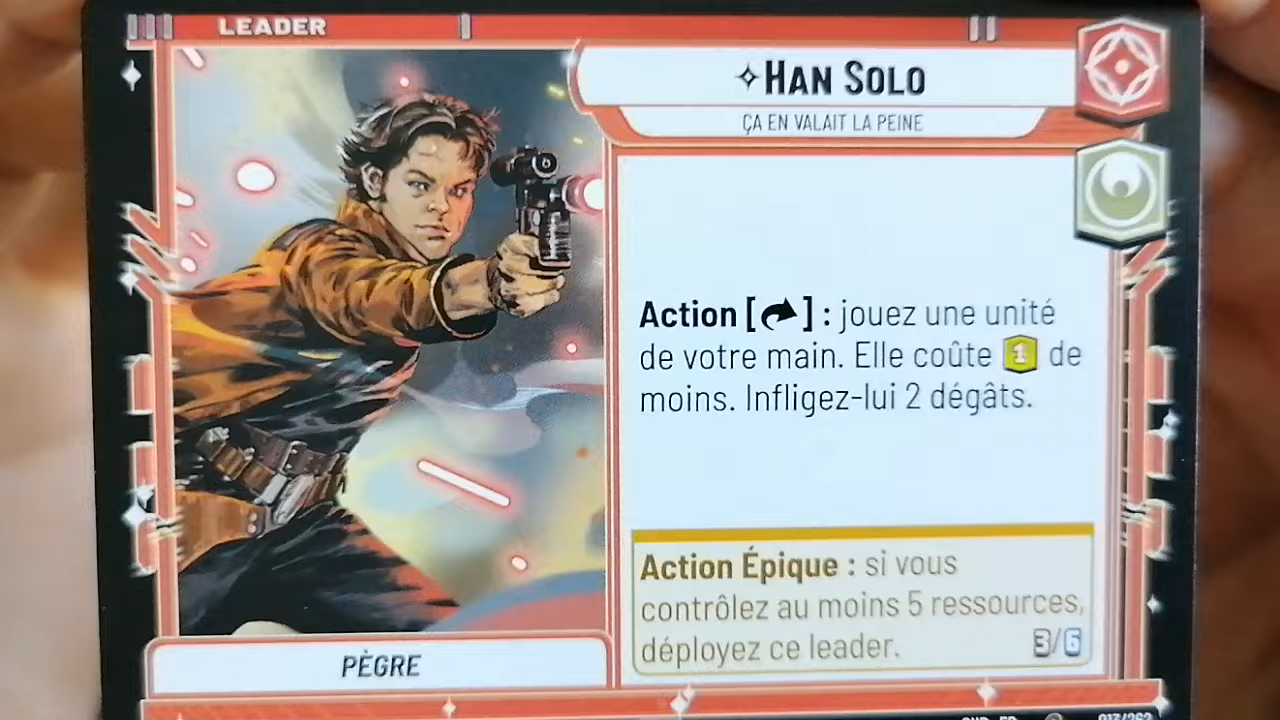 LEADER
HAN SOLO
ÇA EN VALAIT LA PEINE
Action [ ] : jouez une unité
de votre main. Elle coûte 1 de
moins. Infligez-lui 2 dégâts.
Action Épique : si vous
contrôlez au moins 5 ressources,
déployez ce leader.
3/6
PÈGRE